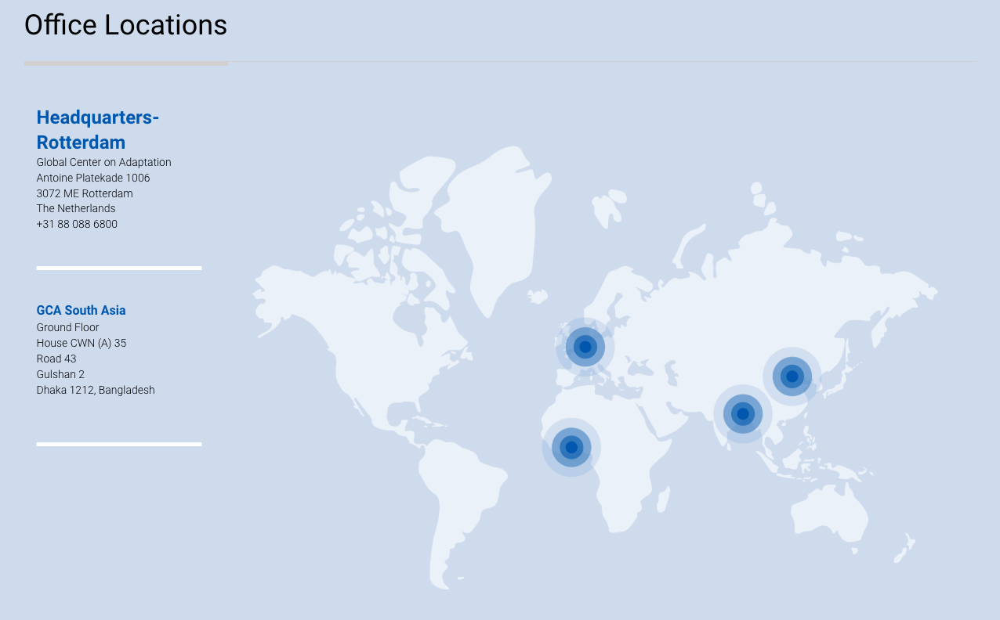 Office Locations
Headquarters-
Rotterdam
Global Center on Adaptation
Antoine Platekade 1006
3072 ME Rotterdam
The Netherlands
+31 88 088 6800
GCA South Asia
Ground Floor
House CWN (A) 35
Road 43
Gulshan 2
Dhaka 1212, Bangladesh